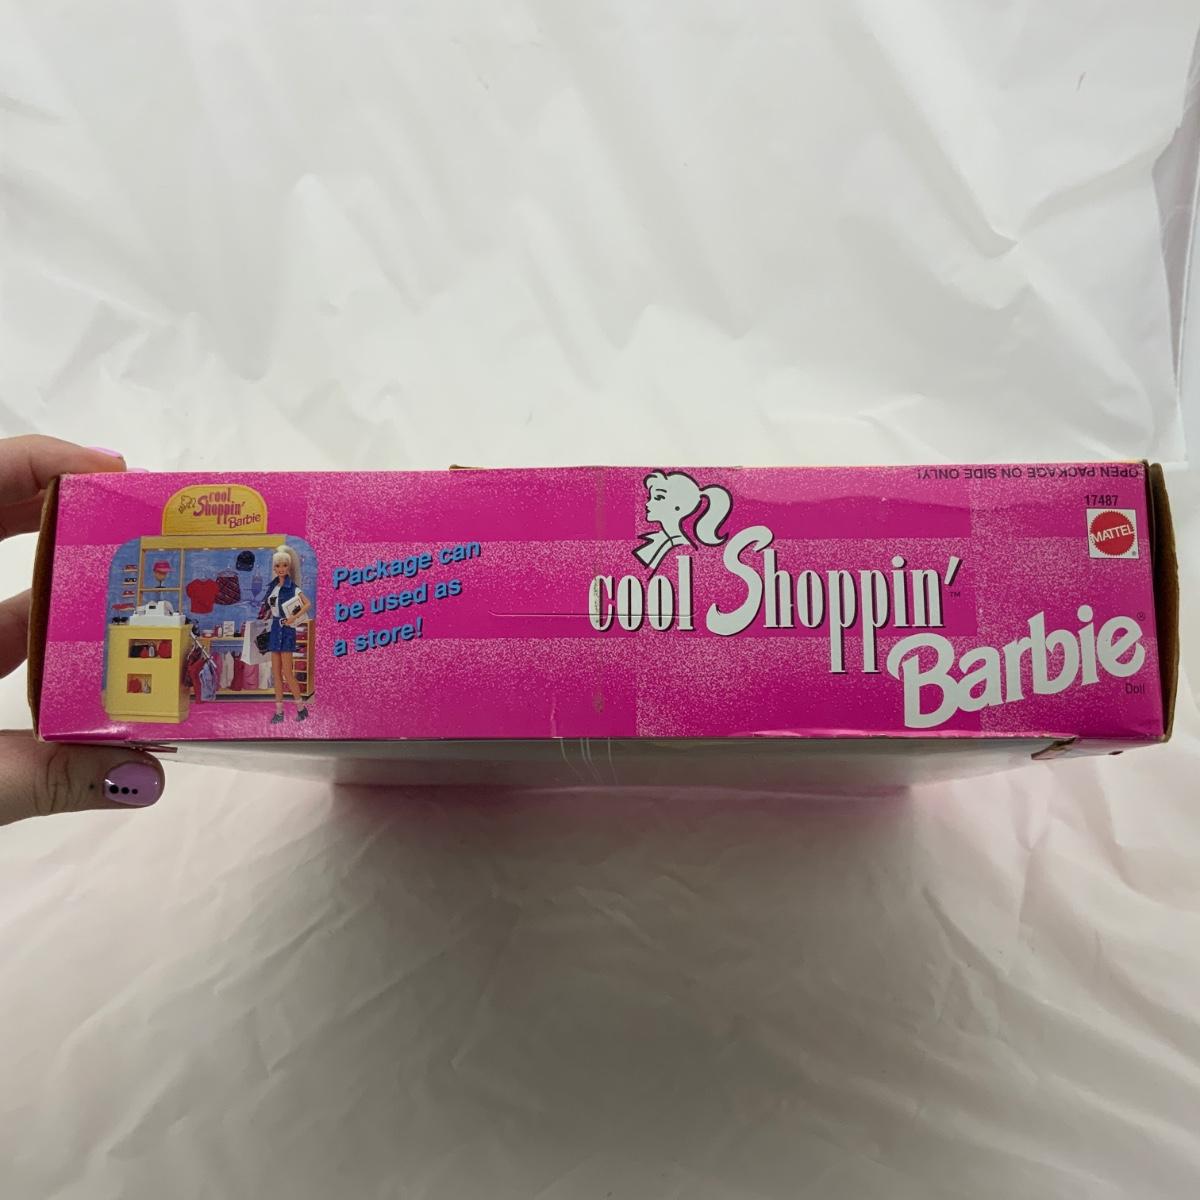 cool
Shoppin'
Barbie
Package can
be used as
a store!
OPEN PACKAGE ON SIDE ONLY!
17487
MATTEL
®
cool Shoppin'™
Barbie®
Doll